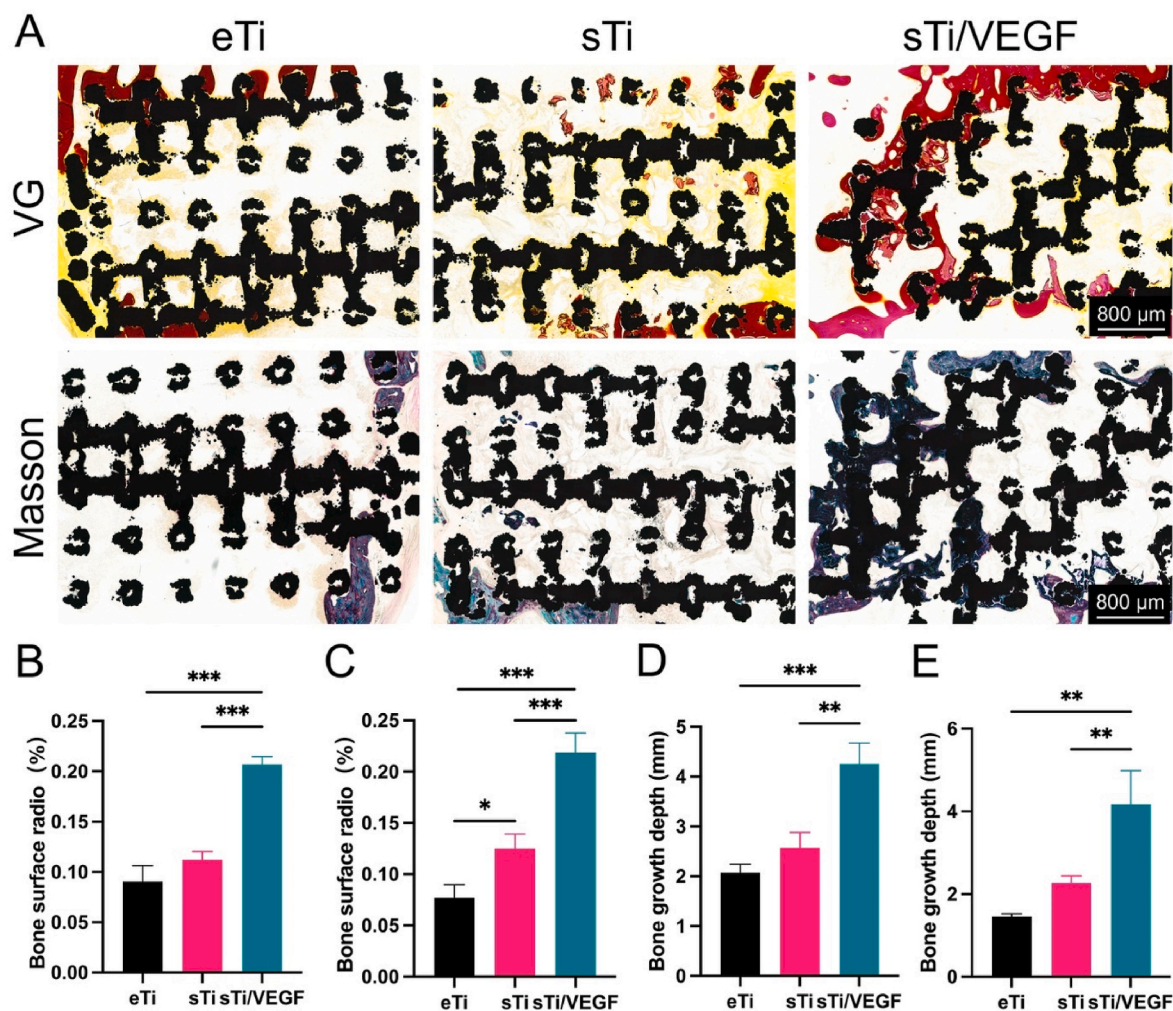 A
eTi
sTi
sTi/VEGF
VG
800 µm
Masson
800 µm
B
***
***
Bone surface radio (%)
0.25
0.20
0.15
0.10
0.05
0.00
eTi
sTi
sTi/VEGF
C
***
***
*
Bone surface radio (%)
0.25
0.20
0.15
0.10
0.05
0.00
eTi
sTi
sTi/VEGF
D
***
**
Bone growth depth (mm)
5
4
3
2
1
0
eTi
sTi
sTi/VEGF
E
**
**
Bone growth depth (mm)
6
4
2
0
eTi
sTi
sTi/VEGF